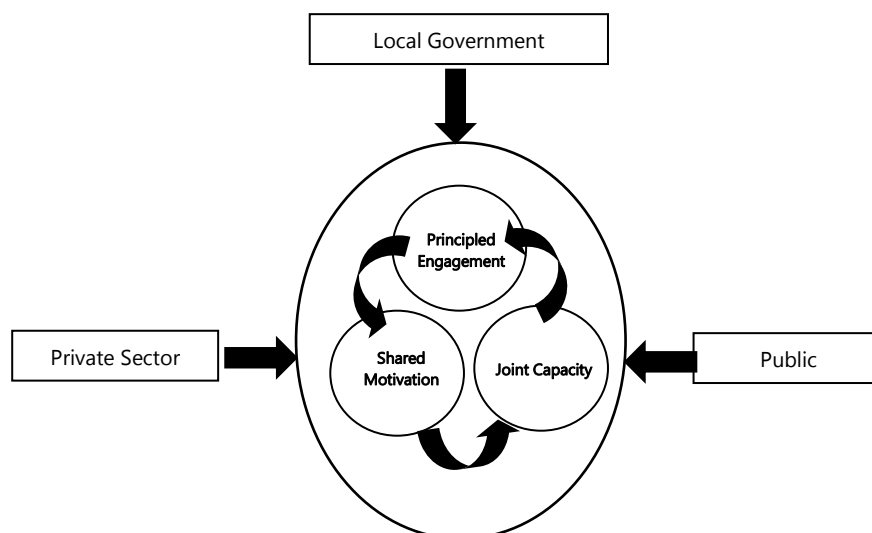 Local Government
Principled
Engagement
Private Sector
Shared
Motivation
Joint Capacity
Public